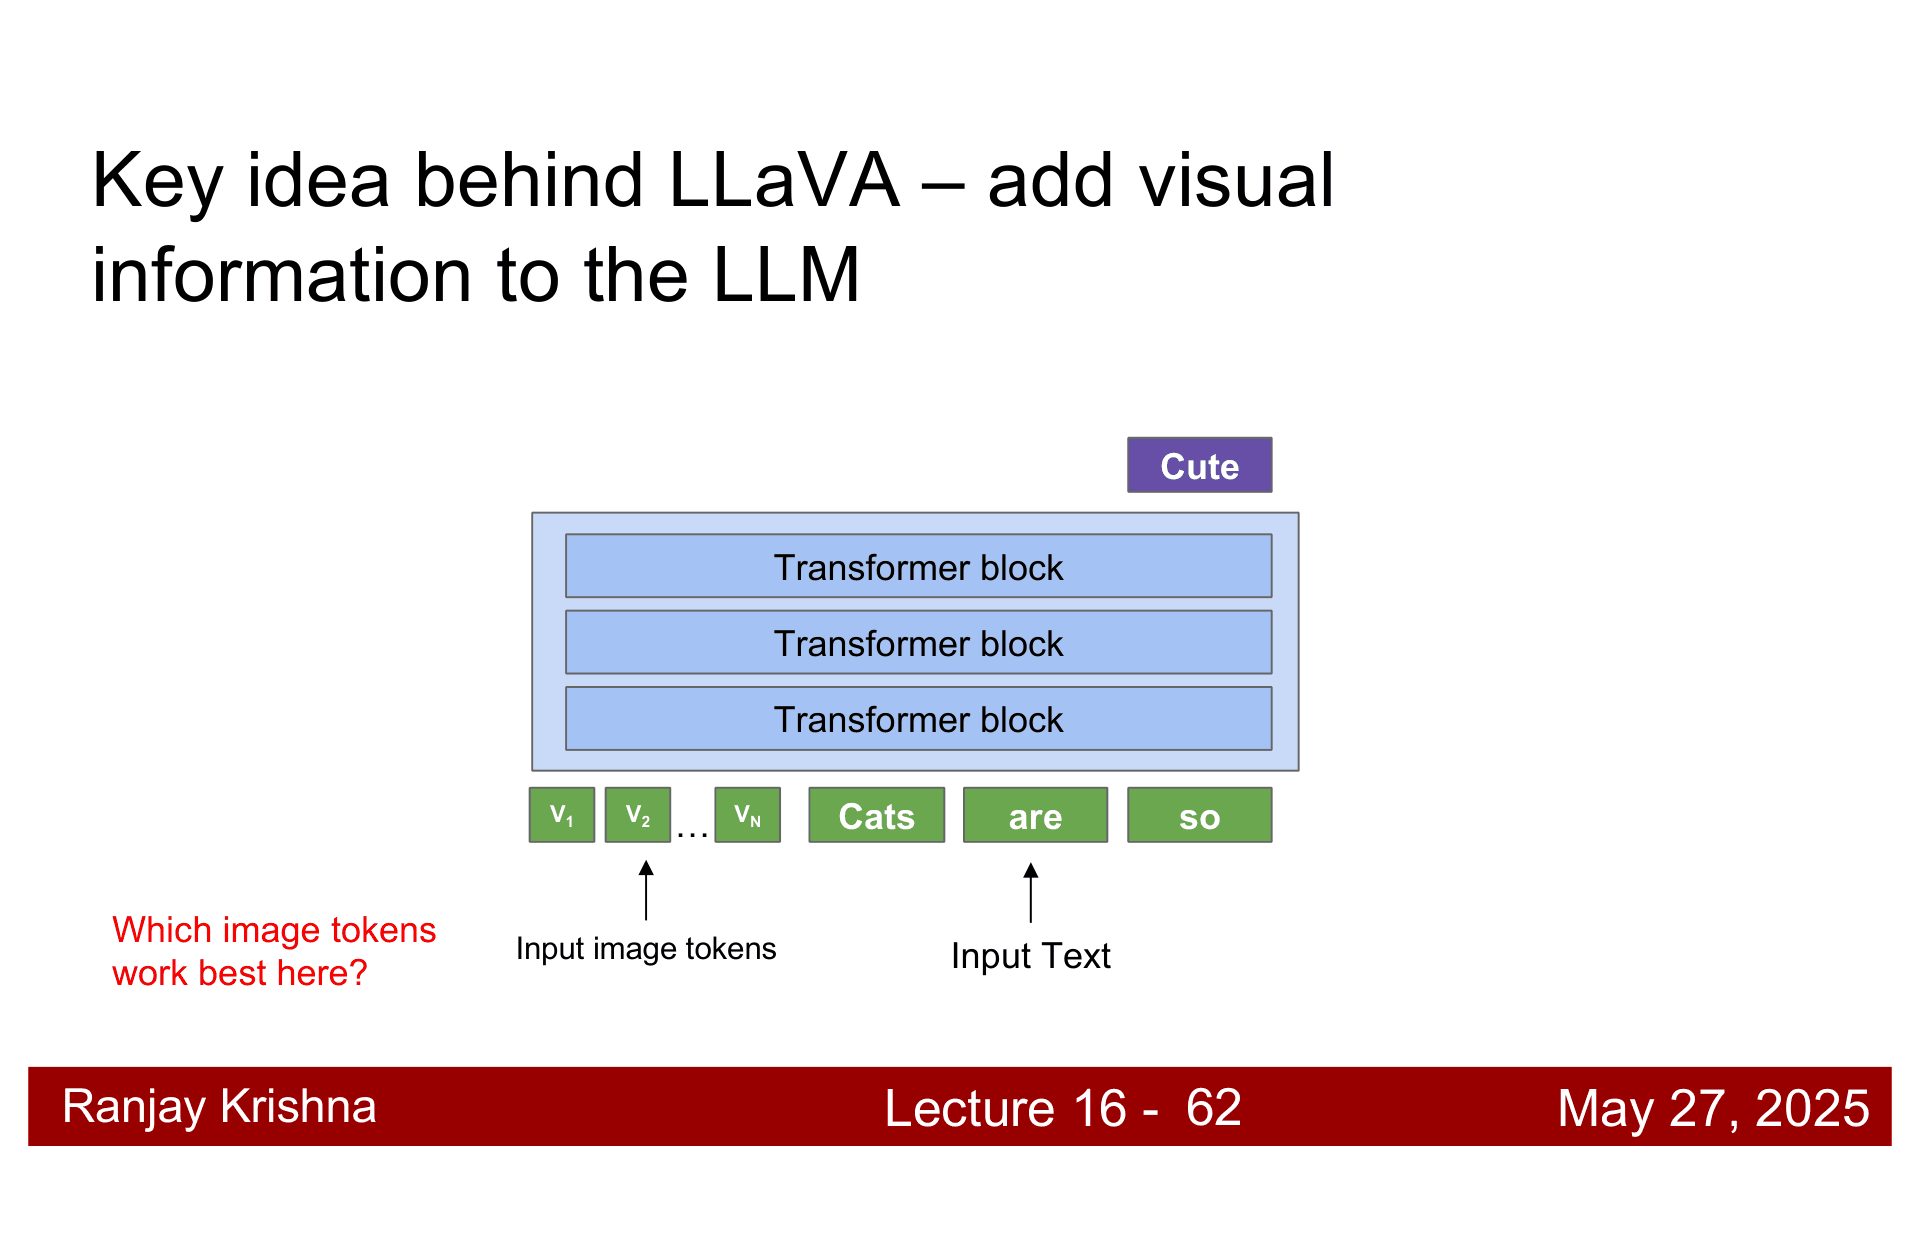 Key idea behind LLaVA – add visual
information to the LLM
Cute
Transformer block
Transformer block
Transformer block
V1 V2 ... VN Cats are so
Input image tokens
Input Text
Which image tokens
work best here?
Ranjay Krishna
Lecture 16 - 62
May 27, 2025